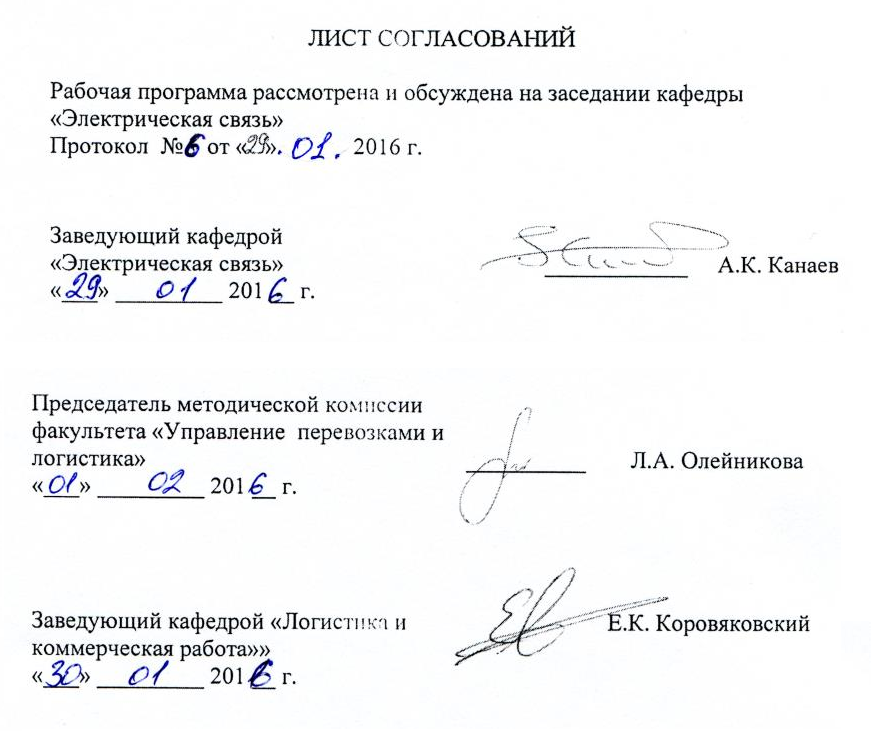 ЛИСТ СОГЛАСОВАНИЙ
Рабочая программа рассмотрена и обсуждена на заседании кафедры
«Электрическая связь»
Протокол №6 от «29». 01. 2016 г.
Заведующий кафедрой
«Электрическая связь» А.К. Канаев
«29» 01 2016 г.
Председатель методической комиссии
факультета «Управление перевозками и
логистика» Л.А. Олейникова
«01» 02 2016 г.
Заведующий кафедрой «Логистика и Е.К. Коровяковский
коммерческая работа»»
«30» 01 2016 г.